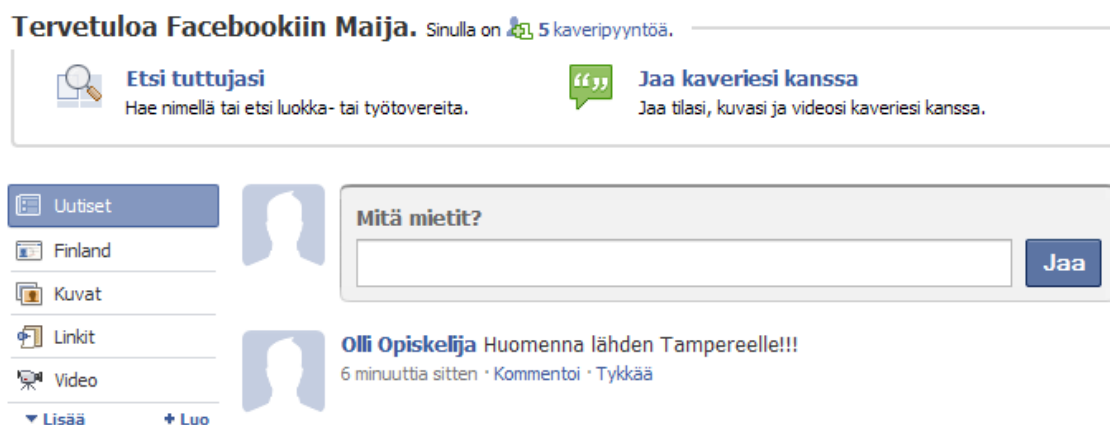 Tervetuloa Facebookiin Maija. Sinulla on 5 kaveripyyntöä.
Etsi tuttujasi
Hae nimellä tai etsi luokka- tai työtovereita.
Jaa kaveriesi kanssa
Jaa tilasi, kuvasi ja videosi kaveriesi kanssa.
Uutiset
Finland
Kuvat
Linkit
Video
Lisää
Luo
Mitä mietit?
Jaa
Olli Opiskelija Huomenna lähden Tampereelle!!!
6 minuuttia sitten · Kommentoi · Tykkää